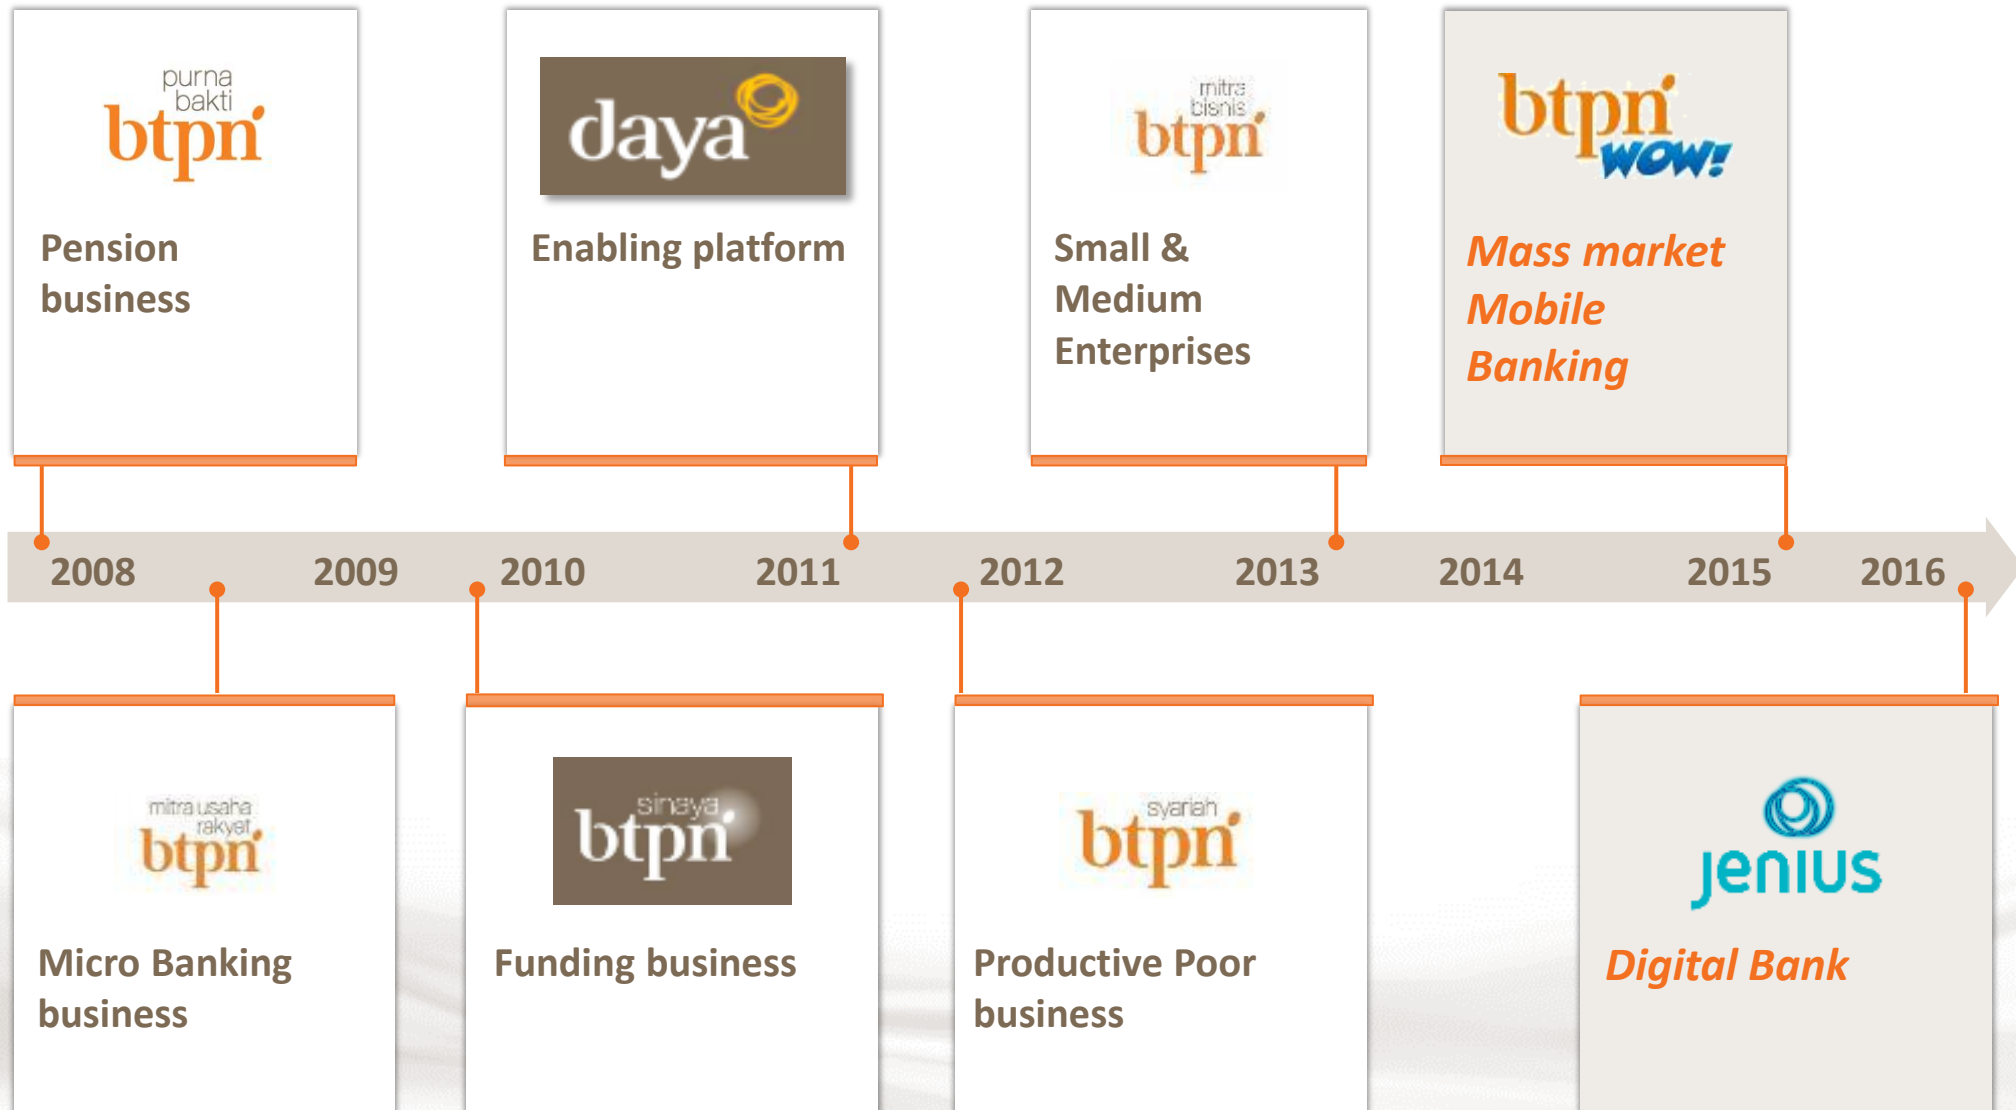 purna
bakti
btpn
Pension
business
daya
Enabling platform
mitra
bisnis
btpn
Small &
Medium
Enterprises
btpn
WOW!
Mass market
Mobile
Banking
2008 2009 2010 2011 2012 2013 2014 2015 2016
mitra usaha
rakyat
btpn
Micro Banking
business
sinaya
btpn
Funding business
syariah
btpn
Productive Poor
business
jenius
Digital Bank